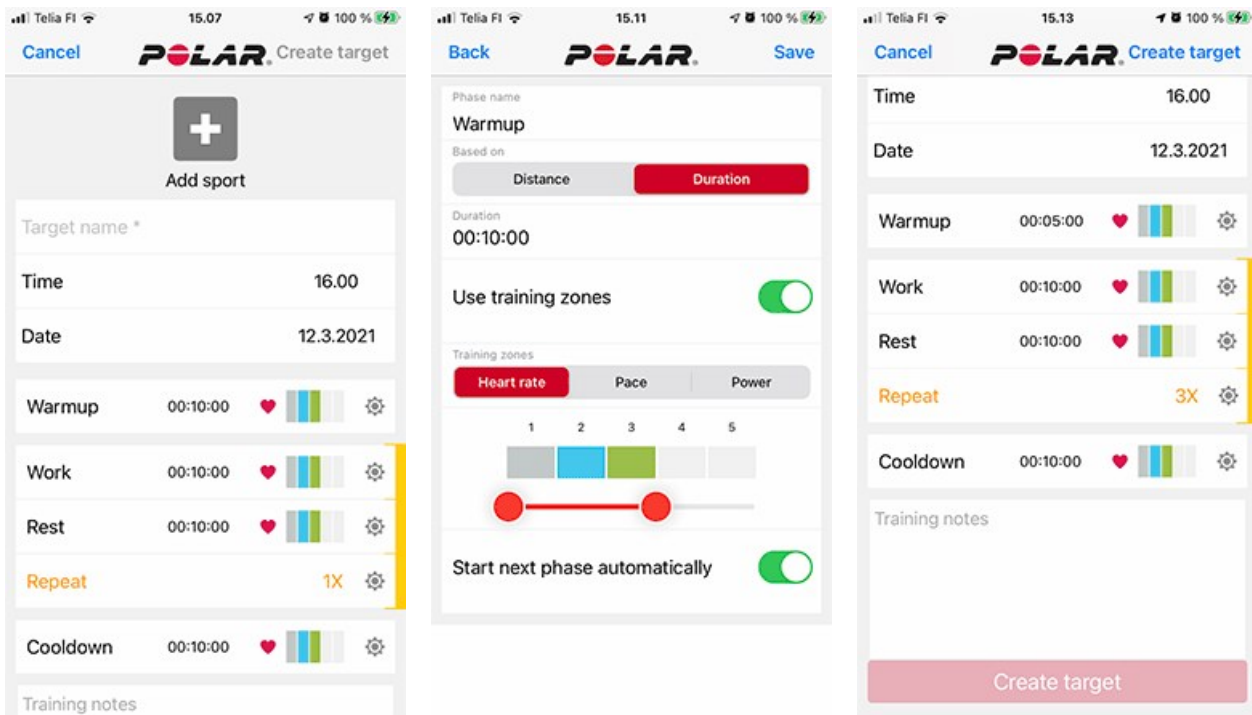 Telia FI 15.07 100 %
Cancel POLAR. Create target
Add sport
Target name *
Time 16.00
Date 12.3.2021
Warmup 00:10:00
Work 00:10:00
Rest 00:10:00
Repeat 1X
Cooldown 00:10:00
Training notes
Telia FI 15.11 100 %
Back POLAR. Save
Phase name
Warmup
Based on
Distance Duration
Duration
00:10:00
Use training zones
Training zones
Heart rate Pace Power
1 2 3 4 5
Start next phase automatically
Telia FI 15.13 100 %
Cancel POLAR. Create target
Time 16.00
Date 12.3.2021
Warmup 00:05:00
Work 00:10:00
Rest 00:10:00
Repeat 3X
Cooldown 00:10:00
Training notes
Create target